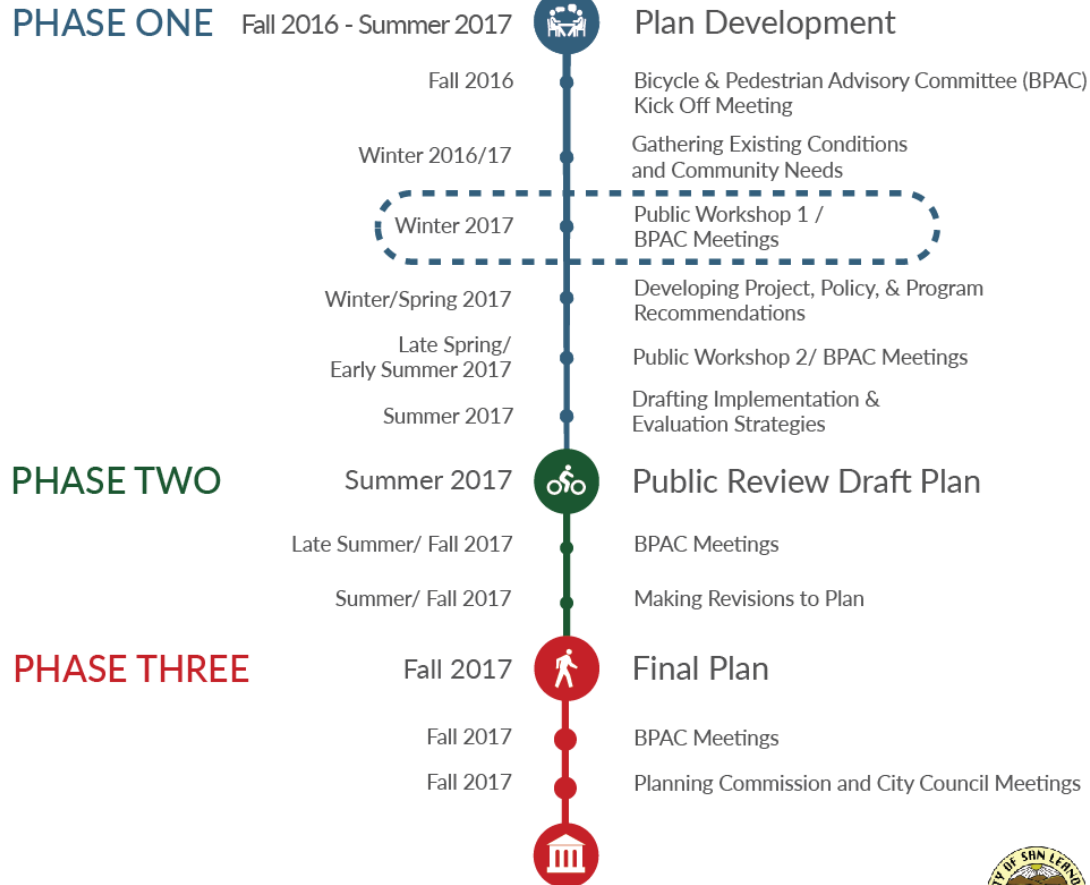 PHASE ONE Fall 2016 - Summer 2017 Plan Development
Fall 2016 Bicycle & Pedestrian Advisory Committee (BPAC)
Kick Off Meeting
Winter 2016/17 Gathering Existing Conditions
and Community Needs
Winter 2017 Public Workshop 1 /
BPAC Meetings
Winter/Spring 2017 Developing Project, Policy, & Program
Recommendations
Late Spring/
Early Summer 2017 Public Workshop 2/ BPAC Meetings
Summer 2017 Drafting Implementation &
Evaluation Strategies
PHASE TWO Summer 2017 Public Review Draft Plan
Late Summer/ Fall 2017 BPAC Meetings
Summer/ Fall 2017 Making Revisions to Plan
PHASE THREE Fall 2017 Final Plan
Fall 2017 BPAC Meetings
Fall 2017 Planning Commission and City Council Meetings
OF SAN